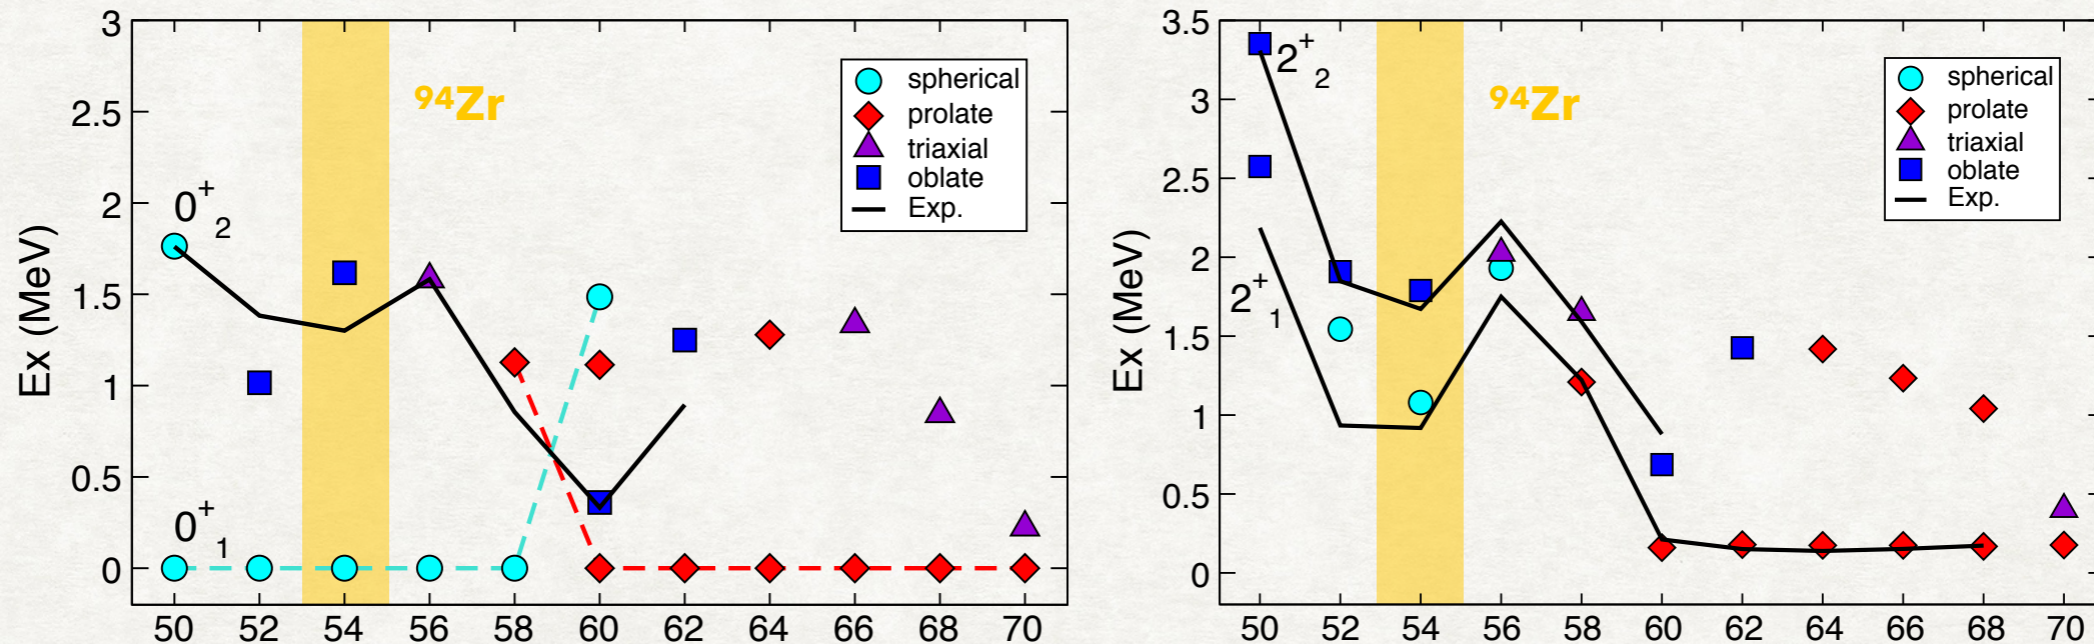 3
2.5
2
1.5
1
0.5
0
Ex (MeV)
⁹⁴Zr
0⁺₂
0⁺₁
spherical
prolate
triaxial
oblate
Exp.
50 52 54 56 58 60 62 64 66 68 70
3.5
3
2.5
2
1.5
1
0.5
0
Ex (MeV)
2⁺₂
2⁺₁
⁹⁴Zr
spherical
prolate
triaxial
oblate
Exp.
50 52 54 56 58 60 62 64 66 68 70